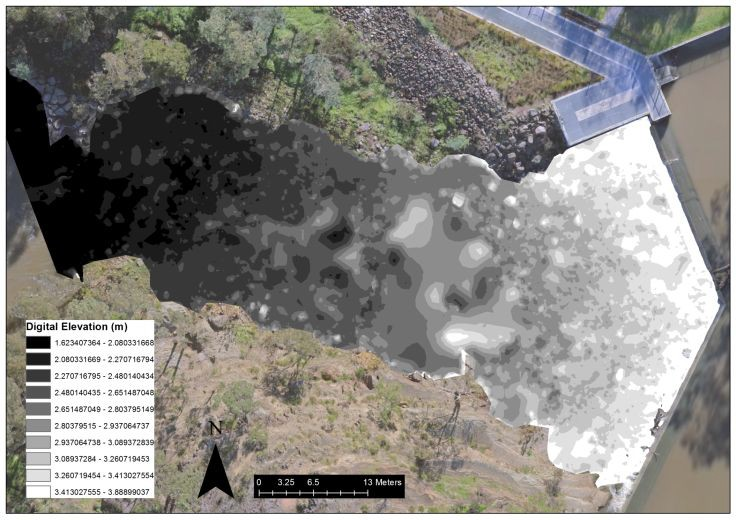 Digital Elevation (m)
1.623407364 - 2.080331668
2.080331669 - 2.270716794
2.270716795 - 2.480140434
2.480140435 - 2.651487048
2.651487049 - 2.803795149
2.80379515 - 2.937064737
2.937064738 - 3.089372839
3.08937284 - 3.260719453
3.260719454 - 3.413027554
3.413027555 - 3.88899037
N
0 3.25 6.5 13 Meters